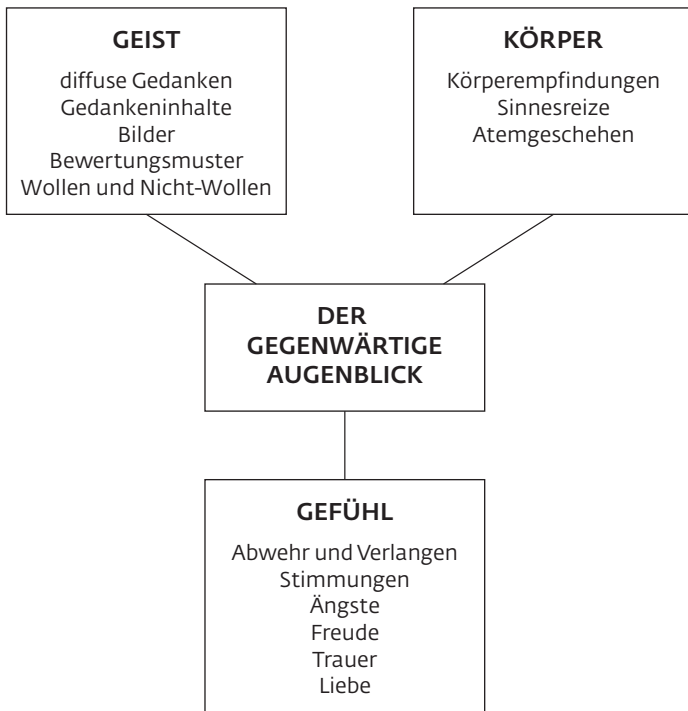 GEIST
diffuse Gedanken
Gedankeninhalte
Bilder
Bewertungsmuster
Wollen und Nicht-Wollen
KÖRPER
Körperempfindungen
Sinnesreize
Atemgeschehen
DER
GEGENWÄRTIGE
AUGENBLICK
GEFÜHL
Abwehr und Verlangen
Stimmungen
Ängste
Freude
Trauer
Liebe